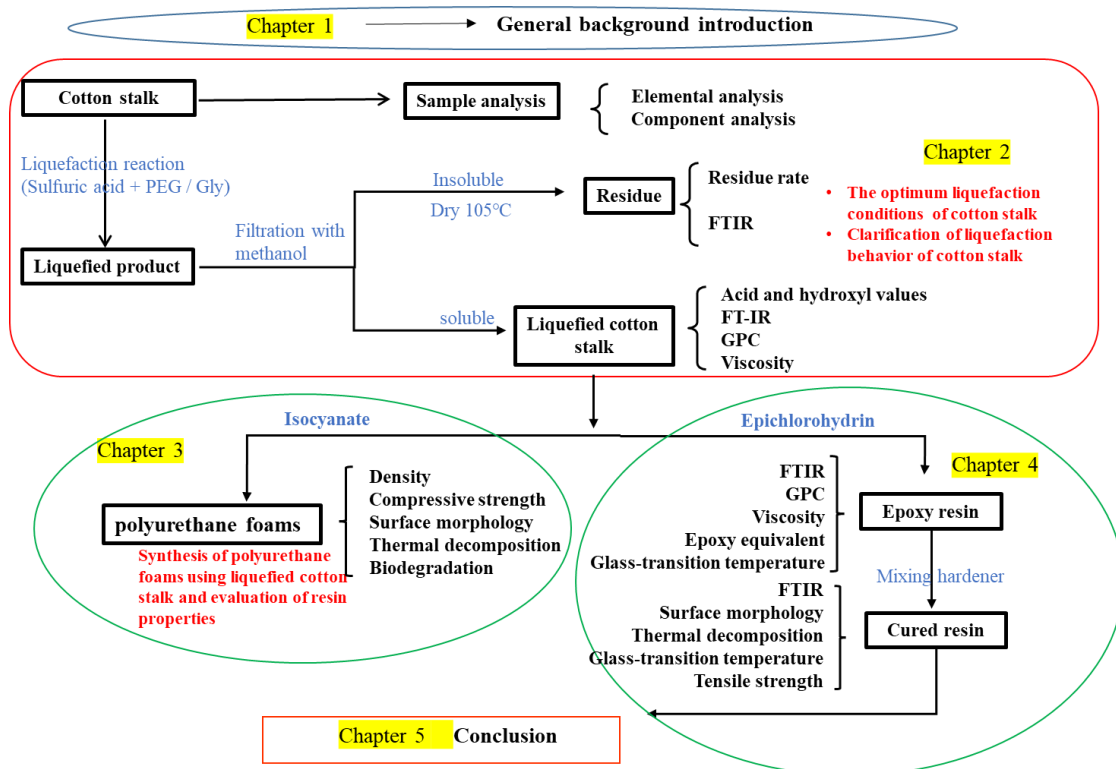 Chapter 1
General background introduction
Cotton stalk
Sample analysis
Elemental analysis
Component analysis
Chapter 2
Liquefaction reaction
(Sulfuric acid + PEG / Gly)
Insoluble
Dry 105℃
Residue
Residue rate
FTIR
• The optimum liquefaction
conditions of cotton stalk
• Clarification of liquefaction
behavior of cotton stalk
Filtration with
methanol
Liquefied product
soluble
Liquefied cotton
stalk
Acid and hydroxyl values
FT-IR
GPC
Viscosity
Isocyanate
Epichlorohydrin
Chapter 3
polyurethane foams
Synthesis of polyurethane
foams using liquefied cotton
stalk and evaluation of resin
properties
Density
Compressive strength
Surface morphology
Thermal decomposition
Biodegradation
Chapter 4
FTIR
GPC
Viscosity
Epoxy equivalent
Glass-transition temperature
Epoxy resin
Mixing hardener
FTIR
Surface morphology
Thermal decomposition
Glass-transition temperature
Tensile strength
Cured resin
Chapter 5 Conclusion